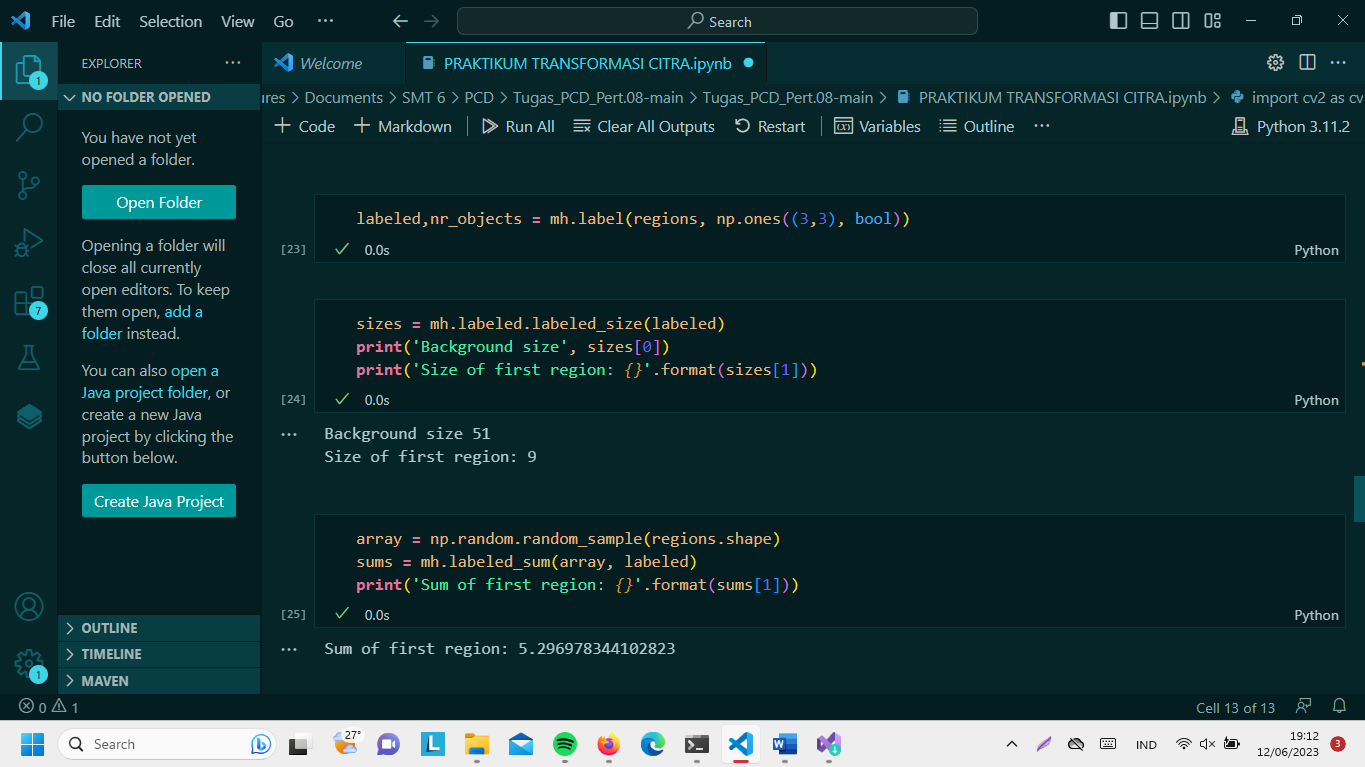 File Edit Selection View Go ··· Search
EXPLORER ···
Welcome
PRAKTIKUM TRANSFORMASI CITRA.ipynb
NO FOLDER OPENED
ures > Documents > SMT 6 > PCD > Tugas_PCD_Pert.08-main > Tugas_PCD_Pert.08-main > PRAKTIKUM TRANSFORMASI CITRA.ipynb > import cv2 as cv
+ Code + Markdown Run All Clear All Outputs Restart Variables Outline ··· Python 3.11.2
You have not yet
opened a folder.
Open Folder
Opening a folder will
close all currently
open editors. To keep
them open, add a
folder instead.
You can also open a
Java project folder, or
create a new Java
project by clicking the
button below.
Create Java Project
OUTLINE
TIMELINE
MAVEN
1
7
1
labeled,nr_objects = mh.label(regions, np.ones((3,3), bool))
[23] 0.0s Python
sizes = mh.labeled.labeled_size(labeled)
print('Background size', sizes[0])
print('Size of first region: {}'.format(sizes[1]))
[24] 0.0s Python
Background size 51
Size of first region: 9
array = np.random.random_sample(regions.shape)
sums = mh.labeled_sum(array, labeled)
print('Sum of first region: {}'.format(sums[1]))
[25] 0.0s Python
Sum of first region: 5.296978344102823
0 1 Cell 13 of 13
Search 27° L W IND 19:12
12/06/2023 3